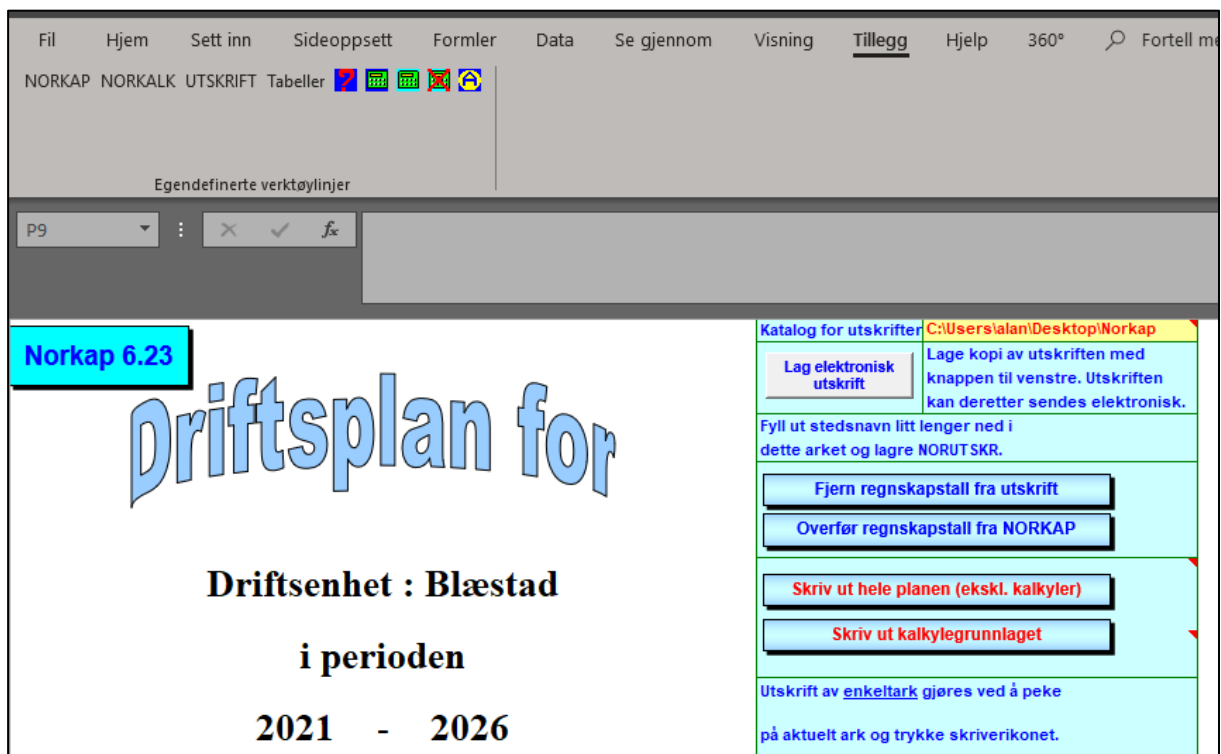 Fil Hjem Sett inn Sideoppsett Formler Data Se gjennom Visning Tillegg Hjelp 360° Fortell me
NORKAP NORKALK UTSKRIFT Tabeller ? A
Egendefinerte verktøylinjer
P9 fx
Norkap 6.23
Driftsplan for
Driftsenhet : Blæstad
i perioden
2021 - 2026
Katalog for utskrifter C:\Users\alan\Desktop\Norkap
Lag elektronisk
utskrift
Lage kopi av utskriften med
knappen til venstre. Utskriften
kan deretter sendes elektronisk.
Fyll ut stedsnavn litt lenger ned i
dette arket og lagre NORUTSKR.
Fjern regnskapstall fra utskrift
Overfør regnskapstall fra NORKAP
Skriv ut hele planen (ekskl. kalkyler)
Skriv ut kalkylegrunnlaget
Utskrift av enkeltark gjøres ved å peke
på aktuelt ark og trykke skriverikonet.